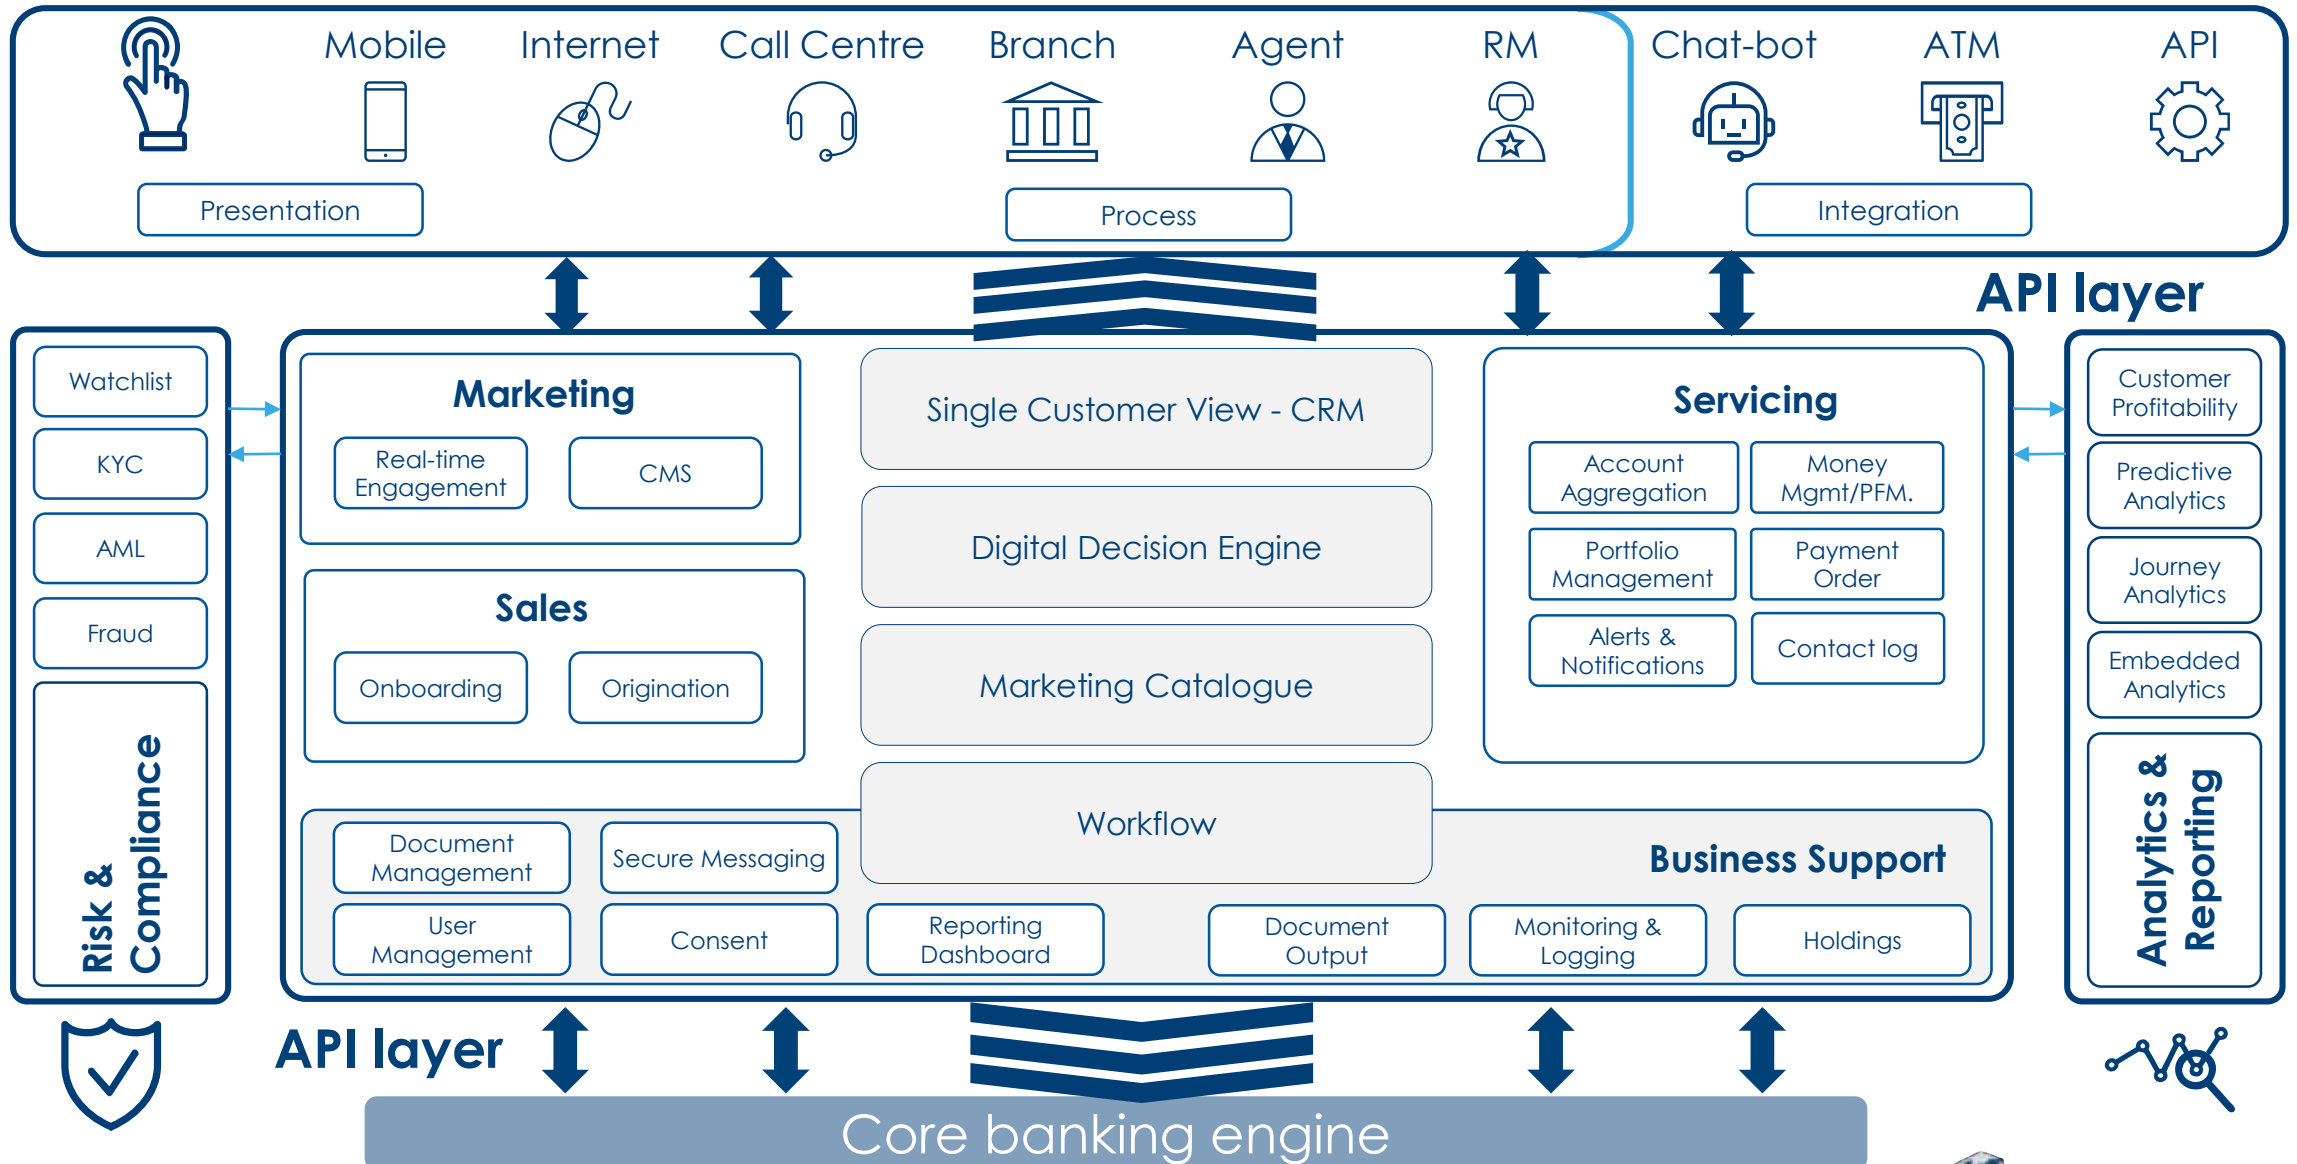 Mobile
Internet
Call Centre
Branch
Agent
RM
Chat-bot
ATM
API
Presentation
Process
Integration
API layer
Watchlist
KYC
AML
Fraud
Risk &
Compliance
Marketing
Real-time
Engagement
CMS
Sales
Onboarding
Origination
Single Customer View - CRM
Digital Decision Engine
Marketing Catalogue
Workflow
Servicing
Account
Aggregation
Money
Mgmt/PFM.
Portfolio
Management
Payment
Order
Alerts &
Notifications
Contact log
Business Support
Document
Management
Secure Messaging
User
Management
Consent
Reporting
Dashboard
Document
Output
Monitoring &
Logging
Holdings
Customer
Profitability
Predictive
Analytics
Journey
Analytics
Embedded
Analytics
Analytics &
Reporting
API layer
Core banking engine